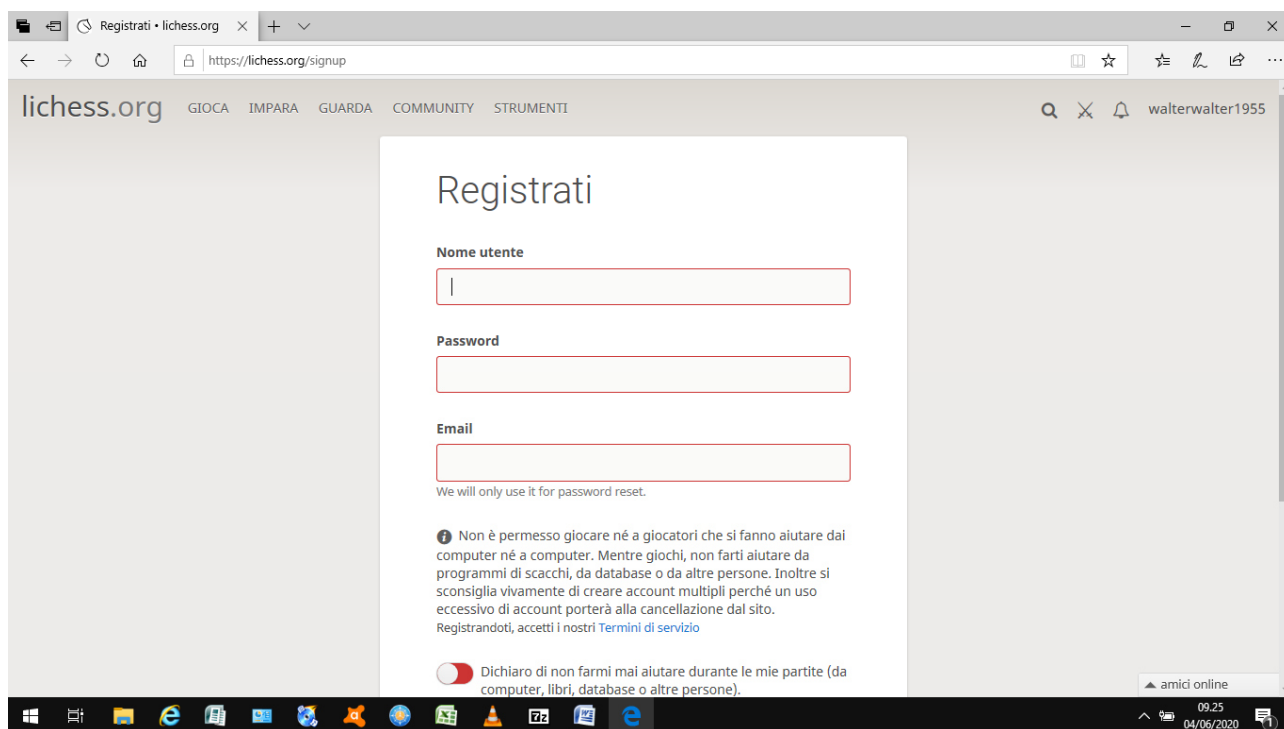 Registrati • lichess.org
https://lichess.org/signup
lichess.org GIOCA IMPARA GUARDA COMMUNITY STRUMENTI walterwalter1955
Registrati
Nome utente
Password
Email
We will only use it for password reset.
Non è permesso giocare né a giocatori che si fanno aiutare dai
computer né a computer. Mentre giochi, non farti aiutare da
programmi di scacchi, da database o da altre persone. Inoltre si
sconsiglia vivamente di creare account multipli perché un uso
eccessivo di account porterà alla cancellazione dal sito.
Registrandoti, accetti i nostri Termini di servizio
Dichiaro di non farmi mai aiutare durante le mie partite (da
computer, libri, database o altre persone).
amici online
09.25
04/06/2020